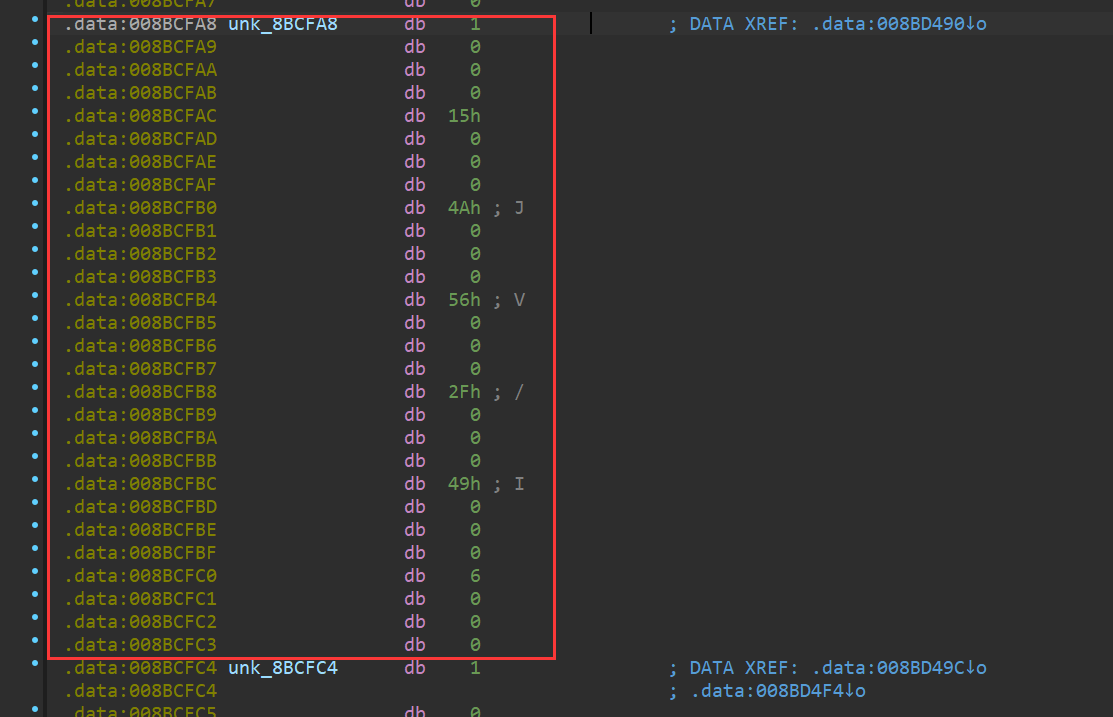 .data:008BCFA7 db 0
.data:008BCFA8 unk_8BCFA8 db 1 ; DATA XREF: .data:008BD490↓o
.data:008BCFA9 db 0
.data:008BCFAA db 0
.data:008BCFAB db 0
.data:008BCFAC db 15h
.data:008BCFAD db 0
.data:008BCFAE db 0
.data:008BCFAF db 0
.data:008BCFB0 db 4Ah ; J
.data:008BCFB1 db 0
.data:008BCFB2 db 0
.data:008BCFB3 db 0
.data:008BCFB4 db 56h ; V
.data:008BCFB5 db 0
.data:008BCFB6 db 0
.data:008BCFB7 db 0
.data:008BCFB8 db 2Fh ; /
.data:008BCFB9 db 0
.data:008BCFBA db 0
.data:008BCFBB db 0
.data:008BCFBC db 49h ; I
.data:008BCFBD db 0
.data:008BCFBE db 0
.data:008BCFBF db 0
.data:008BCFC0 db 6
.data:008BCFC1 db 0
.data:008BCFC2 db 0
.data:008BCFC3 db 0
.data:008BCFC4 unk_8BCFC4 db 1 ; DATA XREF: .data:008BD49C↓o
.data:008BCFC4 ; .data:008BD4F4↓o
.data:008BCFC5 db 0